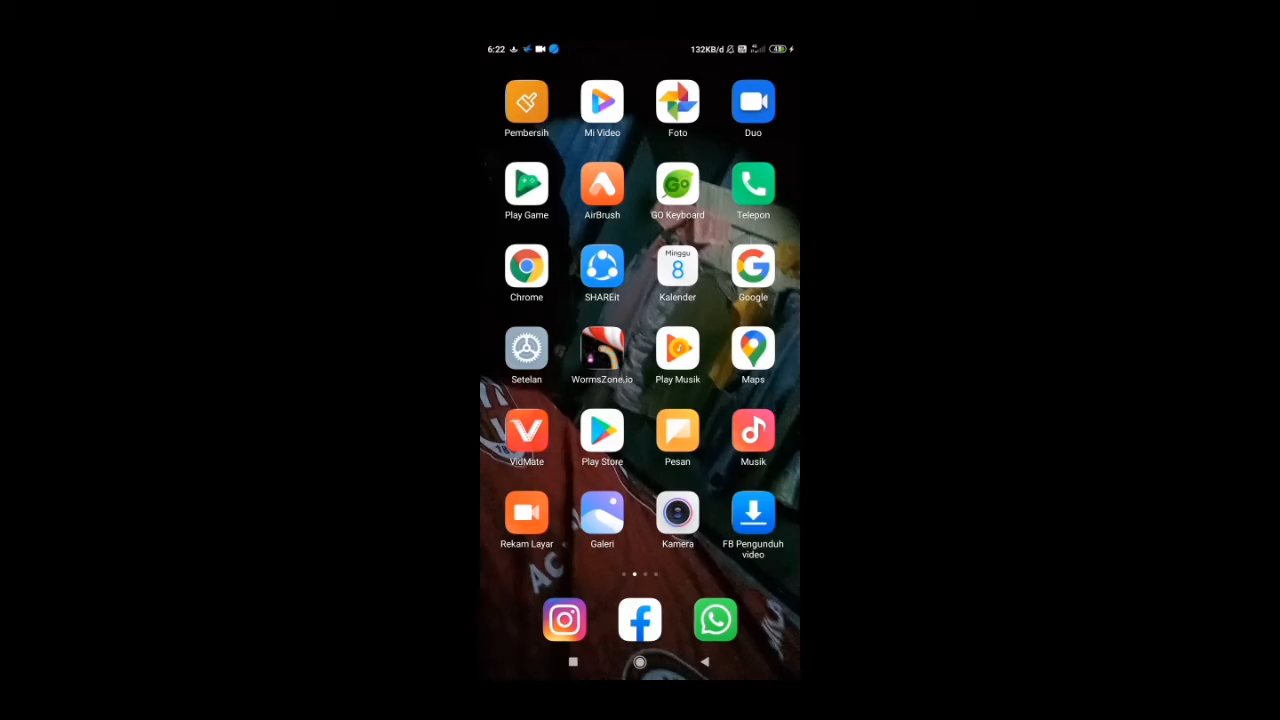 6:22
132KB/d
Pembersih
Mi Video
Foto
Duo
Play Game
AirBrush
GO Keyboard
Telepon
Chrome
SHAREit
Minggu
8
Kalender
Google
Setelan
WormsZone.io
Play Musik
Maps
VidMate
Play Store
Pesan
Musik
Rekam Layar
Galeri
Kamera
FB Pengunduh
video
AC